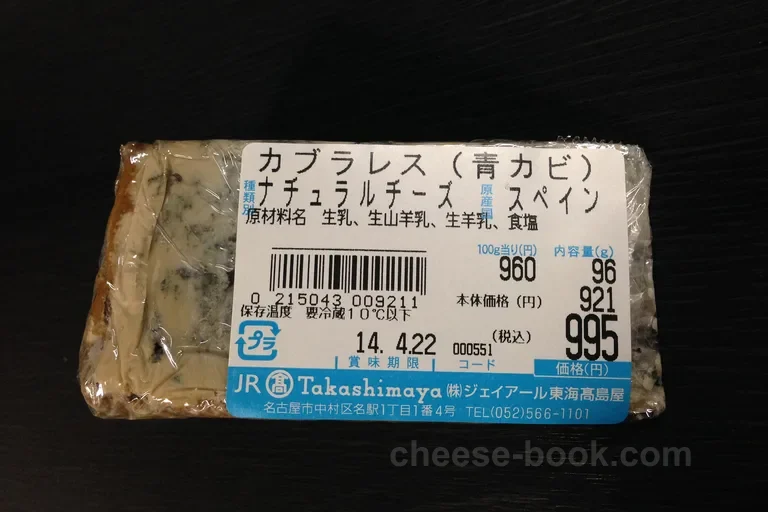 カブラレス(青カビ)
種類別 ナチュラルチーズ 原産国 スペイン
原材料名 生乳、生山羊乳、生羊乳、食塩
100g当り(円) 内容量(g)
960 96
0 215043 009211
本体価格(円) 921
保存温度 要冷蔵10℃以下
(税込) 995
プラ
14. 4.22 000551
賞味期限 コード 価格(円)
JR 髙 Takashimaya (株)ジェイアール東海髙島屋
名古屋市中村区名駅1丁目1番4号 TEL(052)566-1101
cheese-book.com